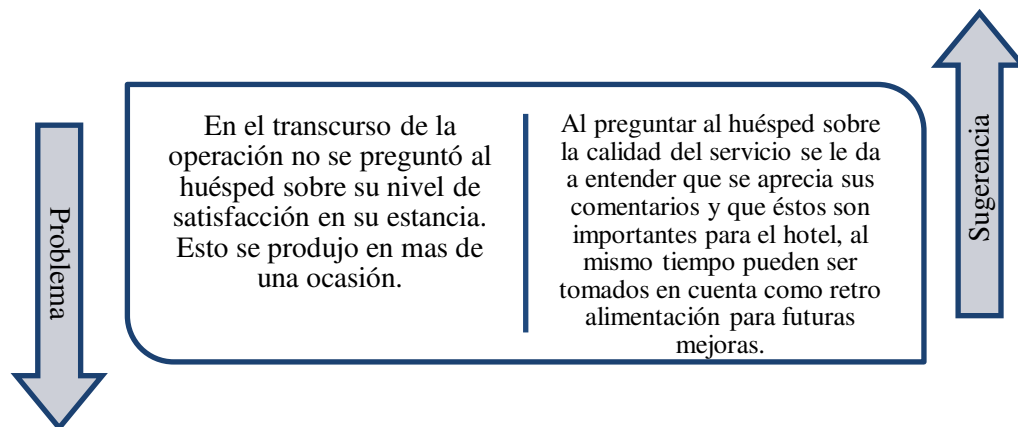 Problema
En el transcurso de la
operación no se preguntó al
huésped sobre su nivel de
satisfacción en su estancia.
Esto se produjo en mas de
una ocasión.
Al preguntar al huésped sobre
la calidad del servicio se le da
a entender que se aprecia sus
comentarios y que éstos son
importantes para el hotel, al
mismo tiempo pueden ser
tomados en cuenta como retro
alimentación para futuras
mejoras.
Sugerencia